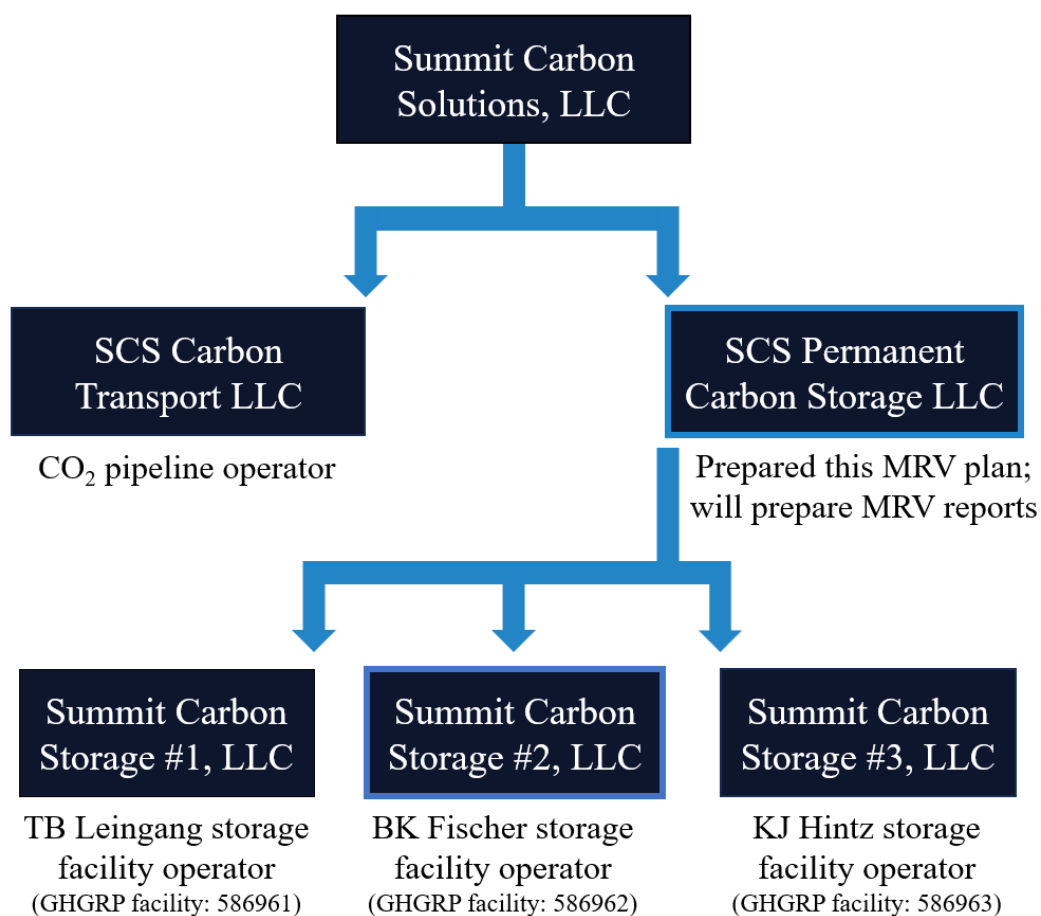 Summit Carbon
Solutions, LLC
SCS Carbon
Transport LLC
CO₂ pipeline operator
SCS Permanent
Carbon Storage LLC
Prepared this MRV plan;
will prepare MRV reports
Summit Carbon
Storage #1, LLC
TB Leingang storage
facility operator
(GHGRP facility: 586961)
Summit Carbon
Storage #2, LLC
BK Fischer storage
facility operator
(GHGRP facility: 586962)
Summit Carbon
Storage #3, LLC
KJ Hintz storage
facility operator
(GHGRP facility: 586963)